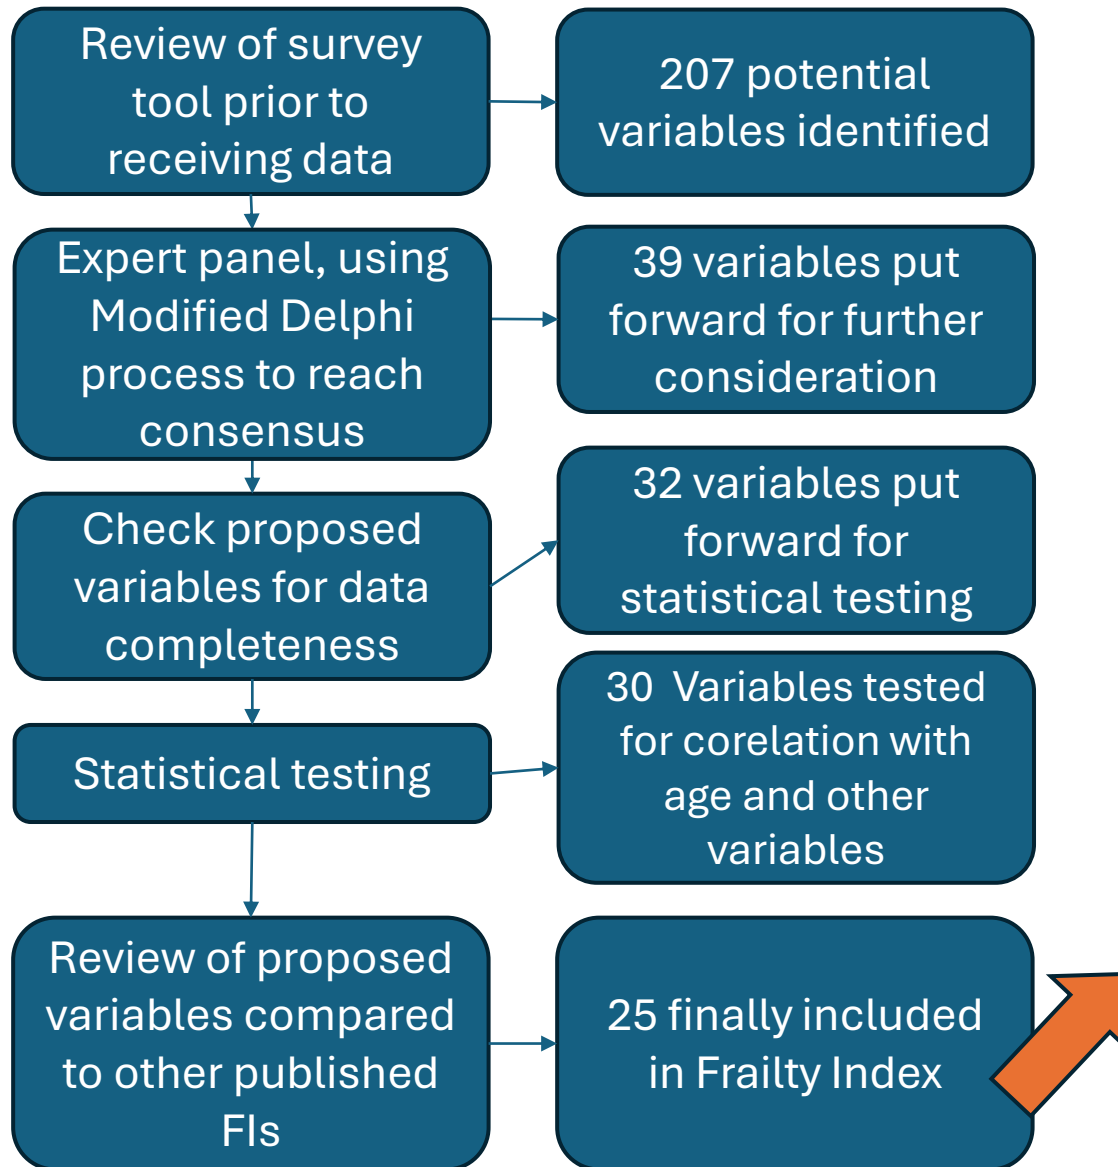 Review of survey
tool prior to
receiving data
207 potential
variables identified
Expert panel, using
Modified Delphi
process to reach
consensus
39 variables put
forward for further
consideration
Check proposed
variables for data
completeness
32 variables put
forward for
statistical testing
Statistical testing
30 Variables tested
for corelation with
age and other
variables
Review of proposed
variables compared
to other published
FIs
25 finally included
in Frailty Index